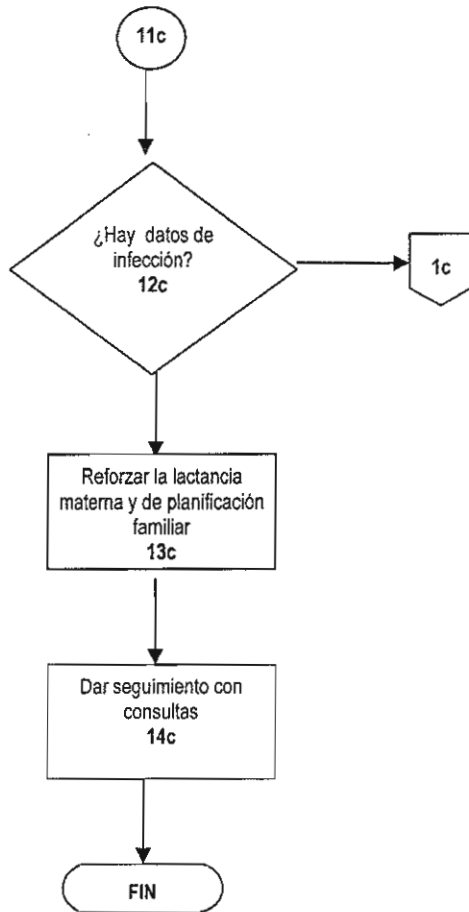 11c
¿Hay datos de
infección?
12c
1c
Reforzar la lactancia
materna y de planificación
familiar
13c
Dar seguimiento con
consultas
14c
FIN